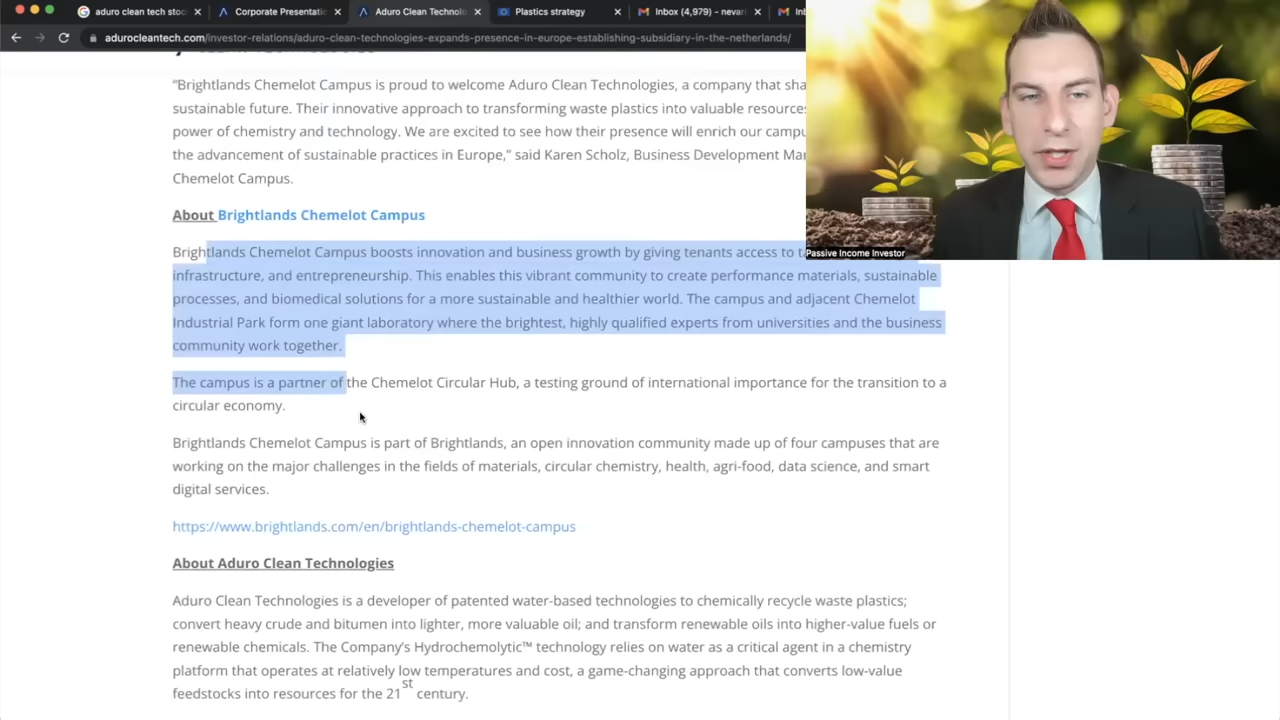 aduro clean tech stoc
Corporate Presentatio
Aduro Clean Technolo
Plastics strategy
Inbox (4,979) - nevar
adurocleantech.com/investor-relations/aduro-clean-technologies-expands-presence-in-europe-establishing-subsidiary-in-the-netherlands/
“Brightlands Chemelot Campus is proud to welcome Aduro Clean Technologies, a company that sha
sustainable future. Their innovative approach to transforming waste plastics into valuable resources
power of chemistry and technology. We are excited to see how their presence will enrich our campu
the advancement of sustainable practices in Europe,” said Karen Scholz, Business Development Man
Chemelot Campus.
Passive Income Investor
About Brightlands Chemelot Campus
Brightlands Chemelot Campus boosts innovation and business growth by giving tenants access to
infrastructure, and entrepreneurship. This enables this vibrant community to create performance materials, sustainable
processes, and biomedical solutions for a more sustainable and healthier world. The campus and adjacent Chemelot
Industrial Park form one giant laboratory where the brightest, highly qualified experts from universities and the business
community work together.
The campus is a partner of the Chemelot Circular Hub, a testing ground of international importance for the transition to a
circular economy.
Brightlands Chemelot Campus is part of Brightlands, an open innovation community made up of four campuses that are
working on the major challenges in the fields of materials, circular chemistry, health, agri-food, data science, and smart
digital services.
https://www.brightlands.com/en/brightlands-chemelot-campus
About Aduro Clean Technologies
Aduro Clean Technologies is a developer of patented water-based technologies to chemically recycle waste plastics;
convert heavy crude and bitumen into lighter, more valuable oil; and transform renewable oils into higher-value fuels or
renewable chemicals. The Company’s Hydrochemolytic™ technology relies on water as a critical agent in a chemistry
platform that operates at relatively low temperatures and cost, a game-changing approach that converts low-value
feedstocks into resources for the 21st century.